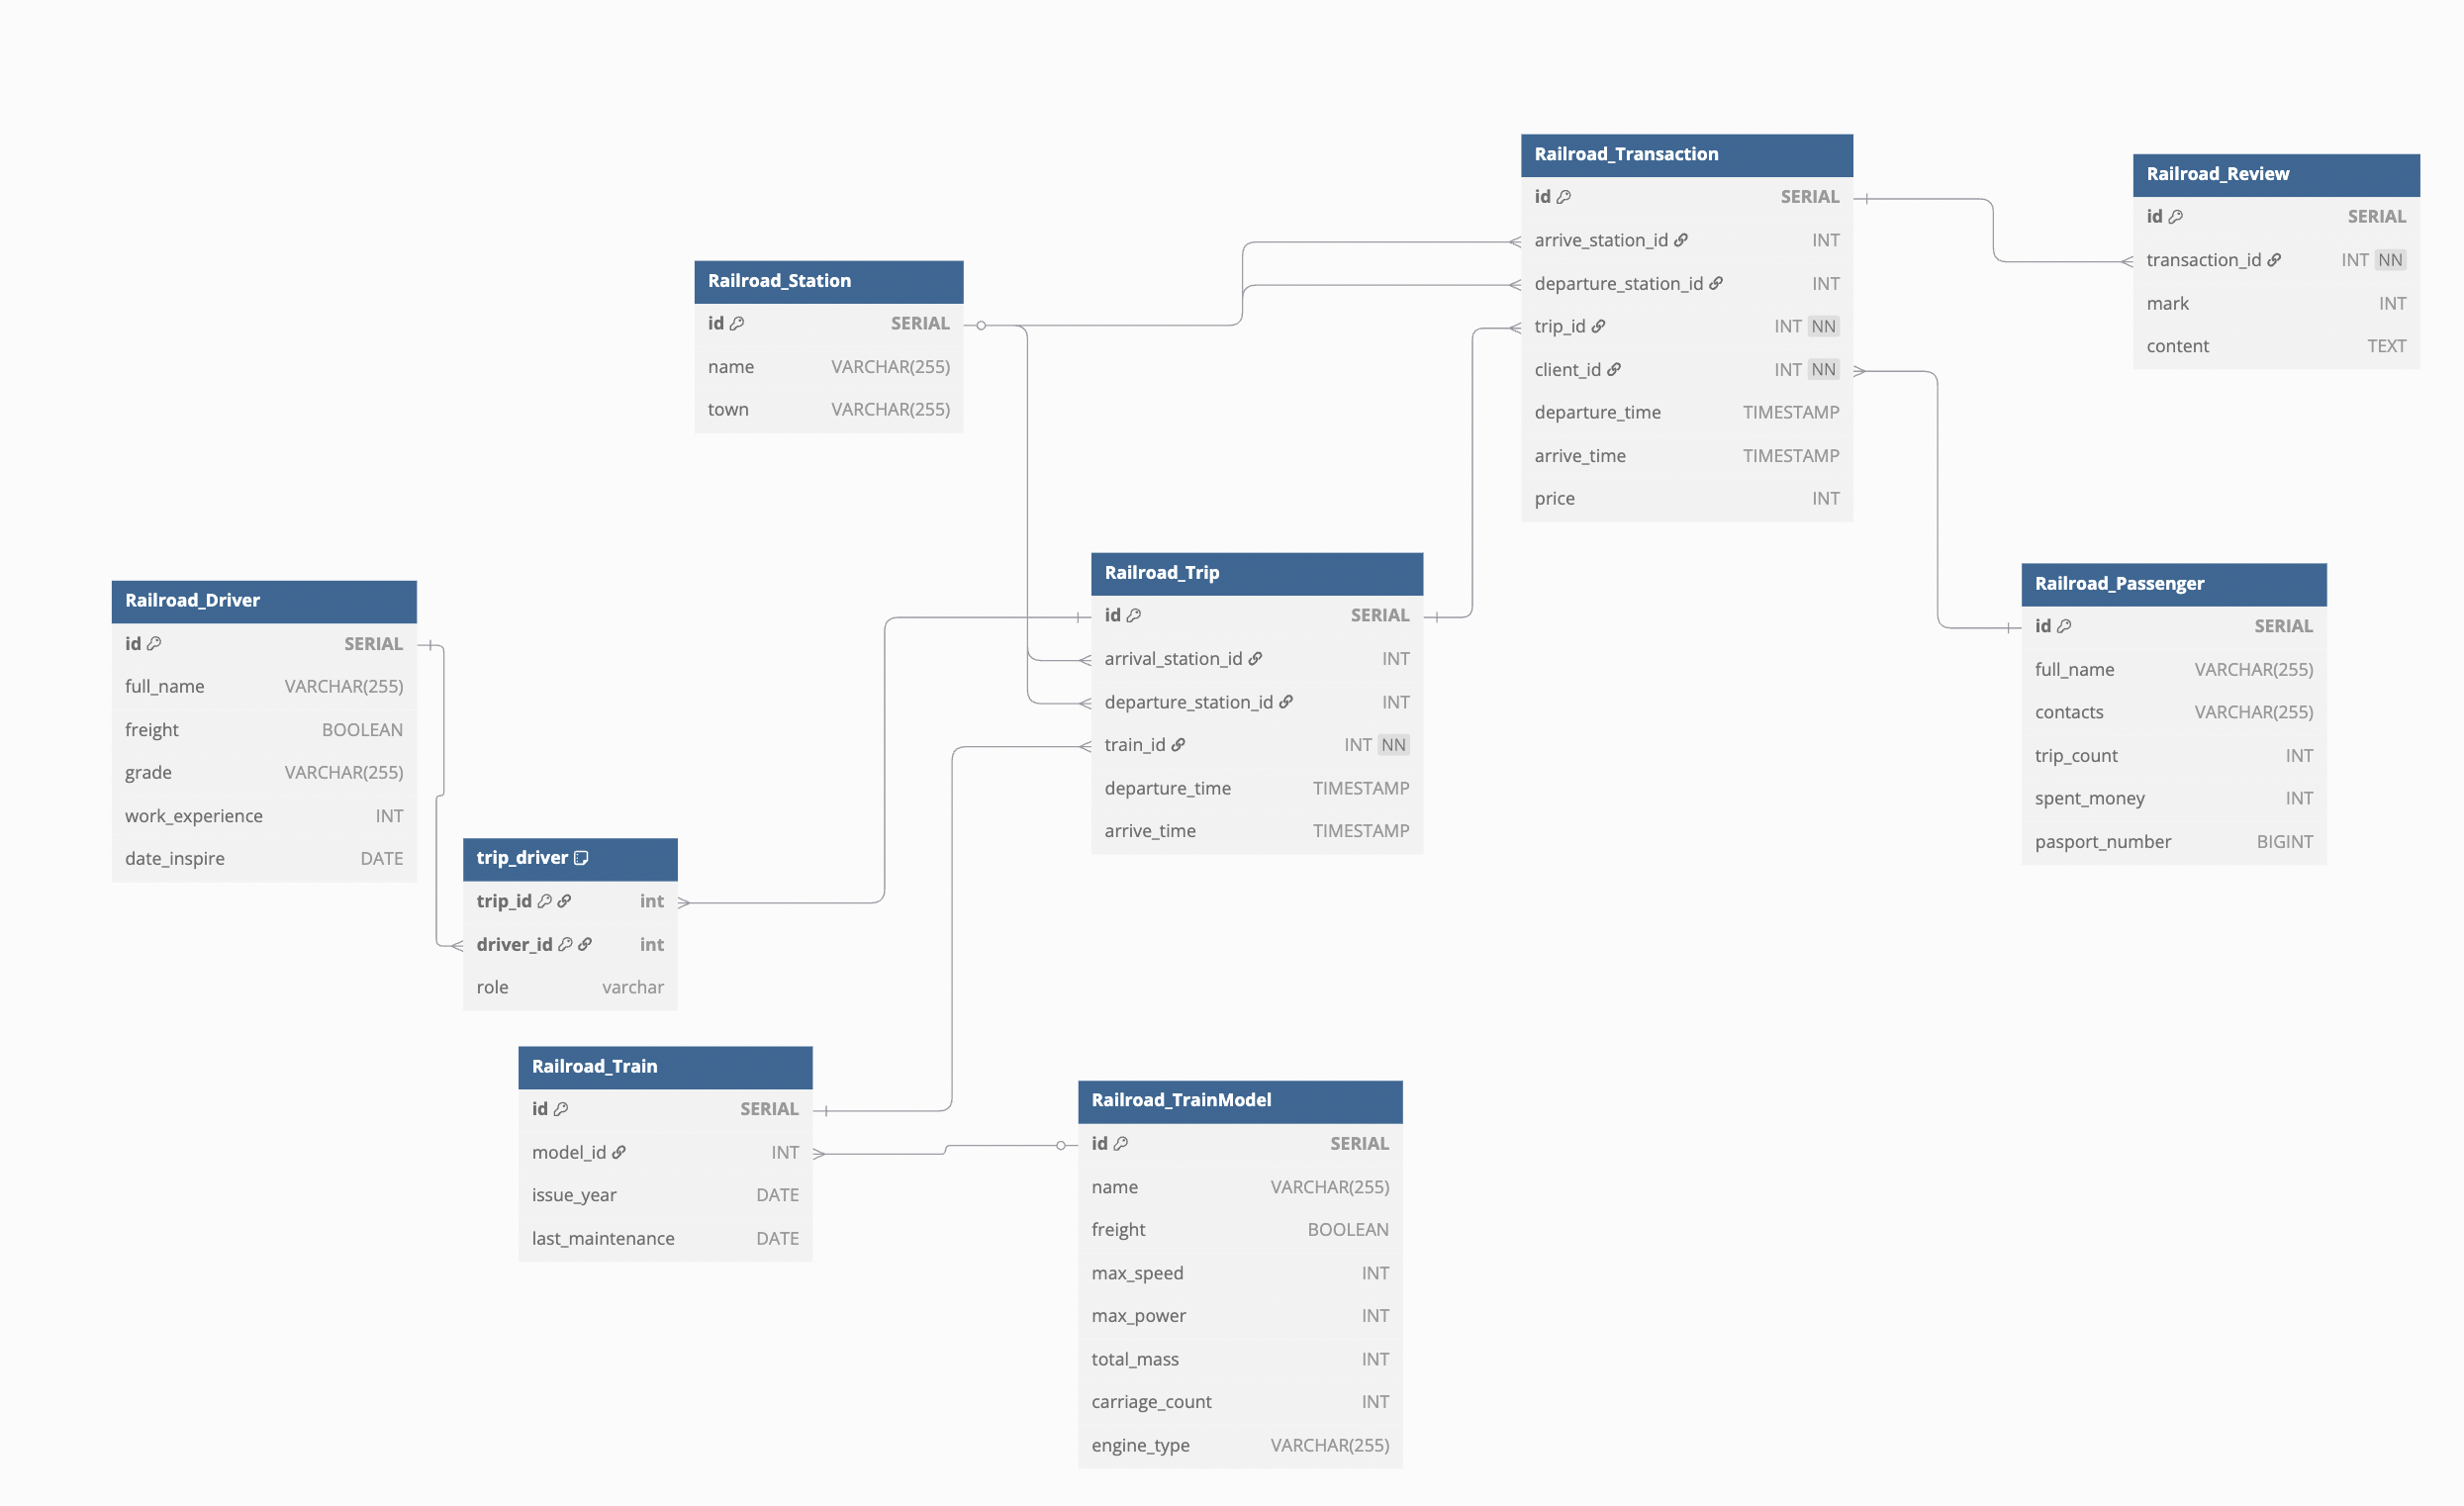 Railroad_Transaction
id SERIAL
arrive_station_id INT
departure_station_id INT
trip_id INT NN
client_id INT NN
departure_time TIMESTAMP
arrive_time TIMESTAMP
price INT
Railroad_Review
id SERIAL
transaction_id INT NN
mark INT
content TEXT
Railroad_Station
id SERIAL
name VARCHAR(255)
town VARCHAR(255)
Railroad_Trip
id SERIAL
arrival_station_id INT
departure_station_id INT
train_id INT NN
departure_time TIMESTAMP
arrive_time TIMESTAMP
Railroad_Passenger
id SERIAL
full_name VARCHAR(255)
contacts VARCHAR(255)
trip_count INT
spent_money INT
pasport_number BIGINT
Railroad_Driver
id SERIAL
full_name VARCHAR(255)
freight BOOLEAN
grade VARCHAR(255)
work_experience INT
date_inspire DATE
trip_driver
trip_id int
driver_id int
role varchar
Railroad_Train
id SERIAL
model_id INT
issue_year DATE
last_maintenance DATE
Railroad_TrainModel
id SERIAL
name VARCHAR(255)
freight BOOLEAN
max_speed INT
max_power INT
total_mass INT
carriage_count INT
engine_type VARCHAR(255)